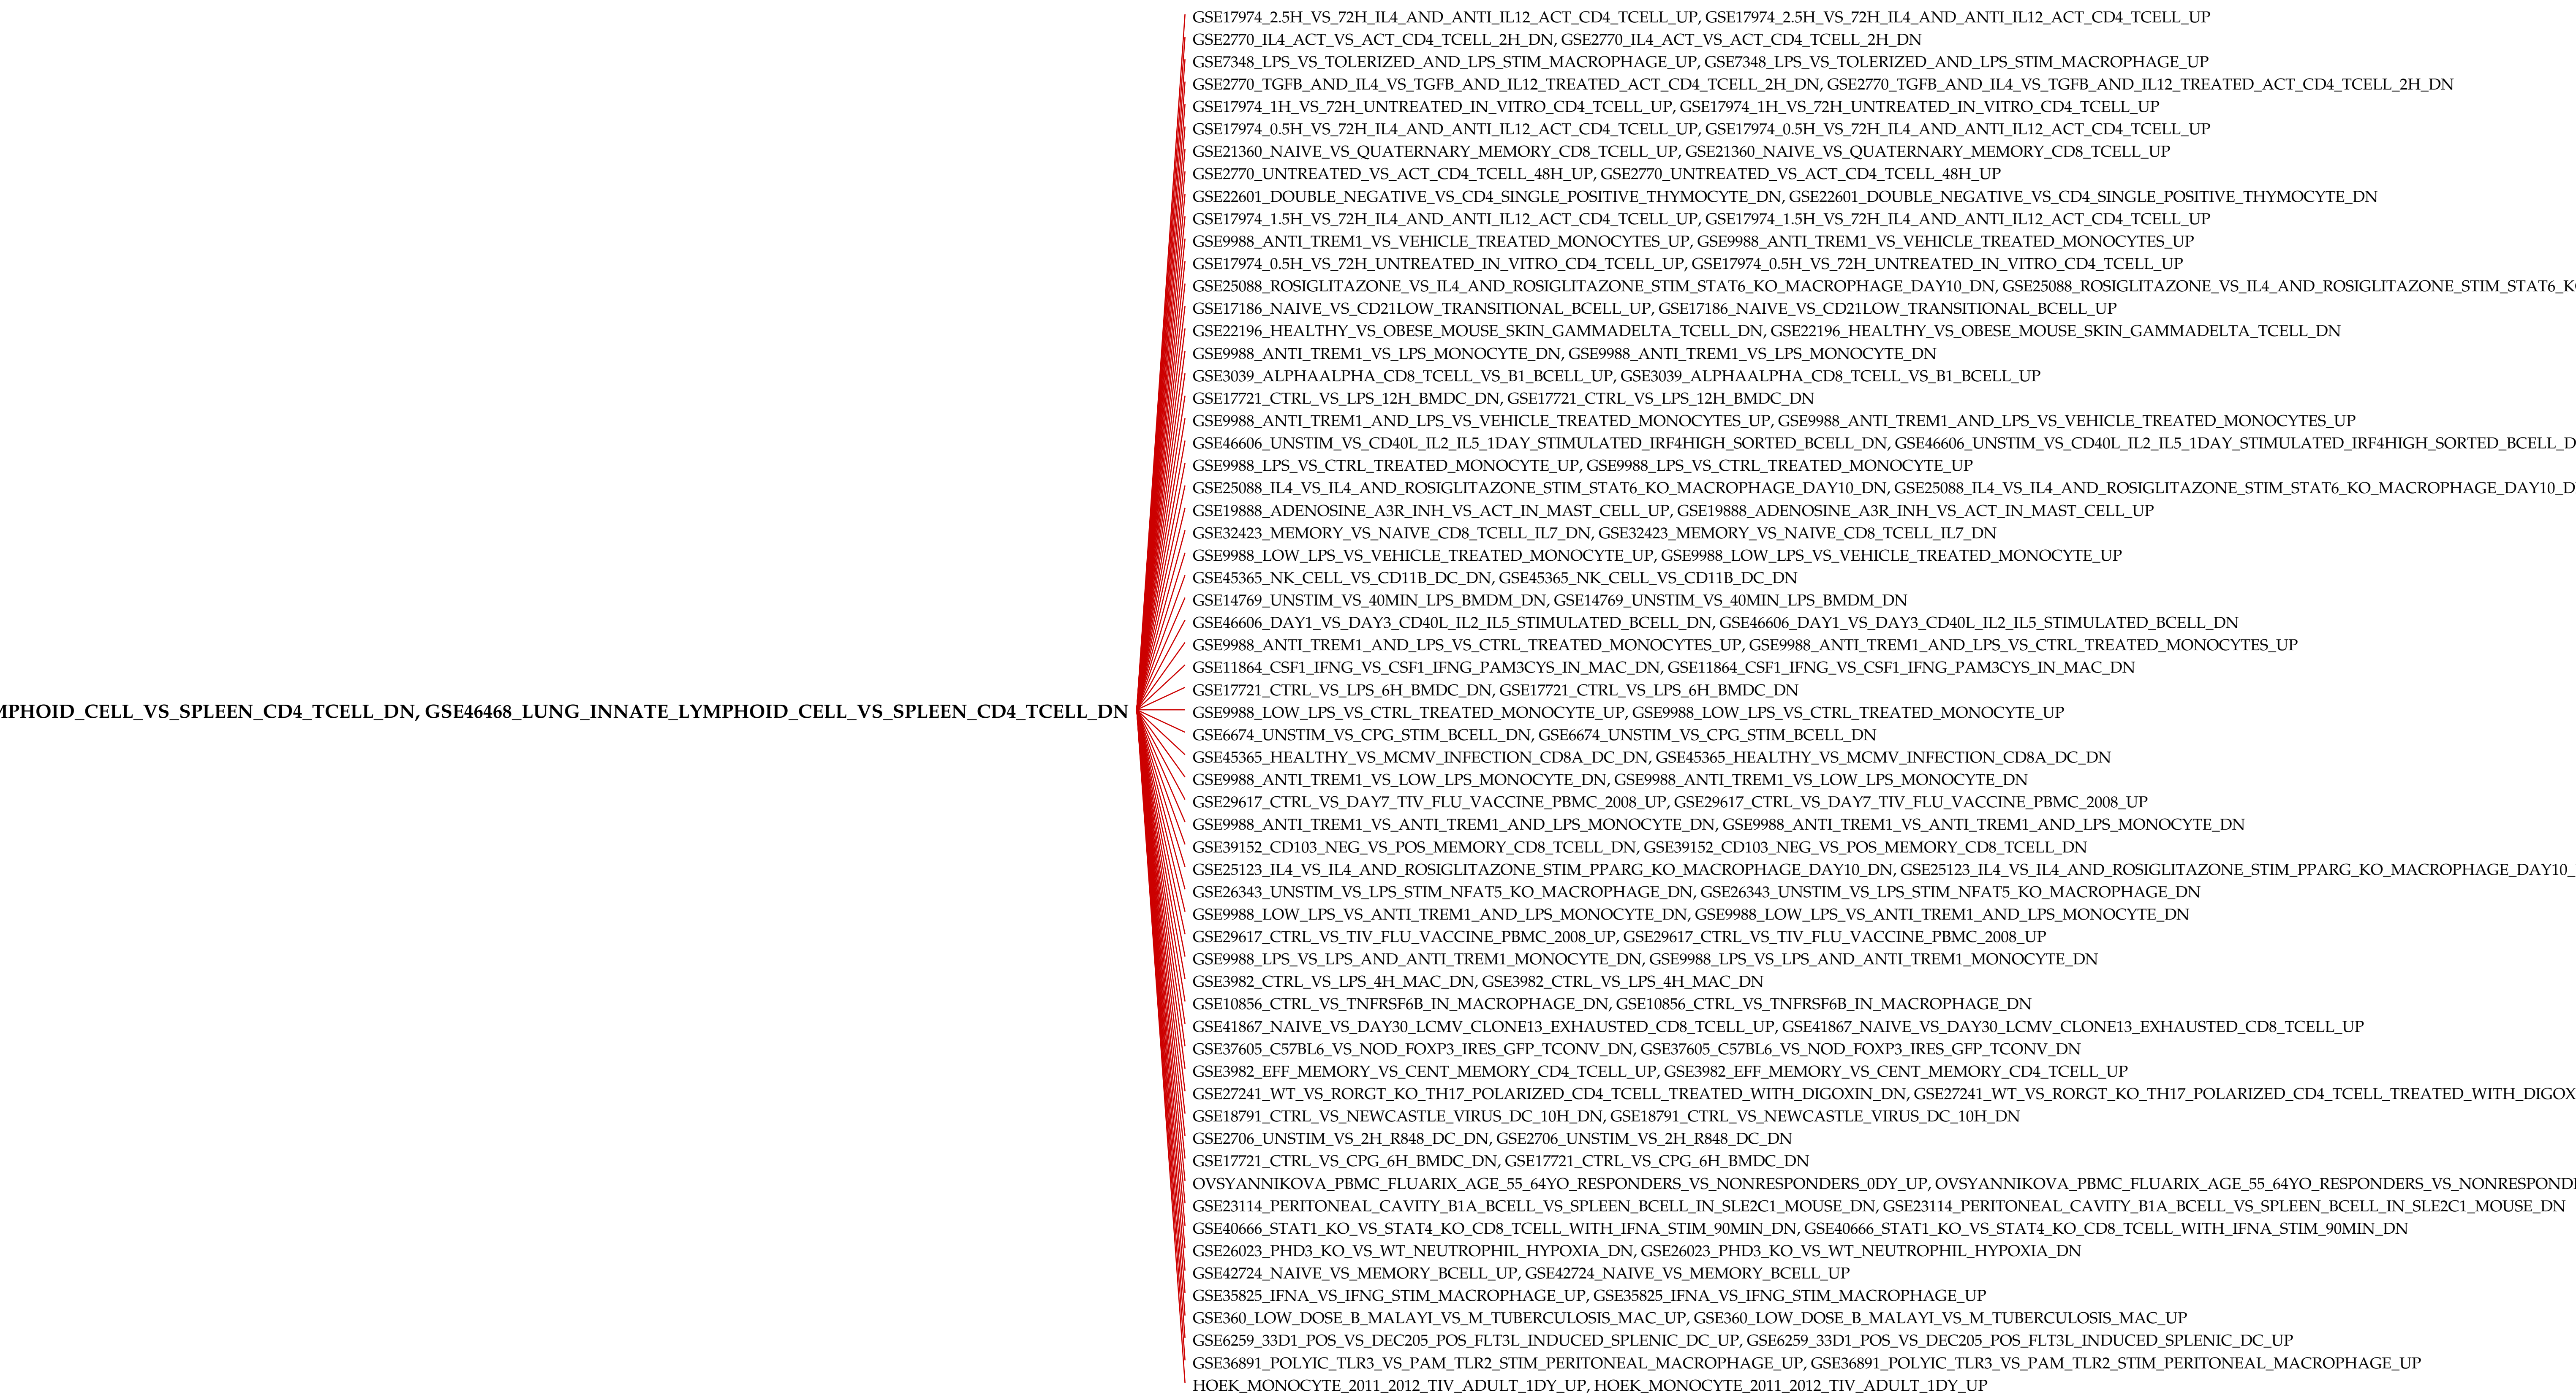 GSE17974_2.5H_VS_72H_IL4_AND_ANTI_IL12_ACT_CD4_TCELL_UP, GSE17974_2.5H_VS_72H_IL4_AND_ANTI_IL12_ACT_CD4_TCELL_UP
GSE2770_IL4_ACT_VS_ACT_CD4_TCELL_2H_DN, GSE2770_IL4_ACT_VS_ACT_CD4_TCELL_2H_DN
GSE7348_LPS_VS_TOLERIZED_AND_LPS_STIM_MACROPHAGE_UP, GSE7348_LPS_VS_TOLERIZED_AND_LPS_STIM_MACROPHAGE_UP
GSE2770_TGFB_AND_IL4_VS_TGFB_AND_IL12_TREATED_ACT_CD4_TCELL_2H_DN, GSE2770_TGFB_AND_IL4_VS_TGFB_AND_IL12_TREATED_ACT_CD4_TCELL_2H_DN
GSE17974_1H_VS_72H_UNTREATED_IN_VITRO_CD4_TCELL_UP, GSE17974_1H_VS_72H_UNTREATED_IN_VITRO_CD4_TCELL_UP
GSE17974_0.5H_VS_72H_IL4_AND_ANTI_IL12_ACT_CD4_TCELL_UP, GSE17974_0.5H_VS_72H_IL4_AND_ANTI_IL12_ACT_CD4_TCELL_UP
GSE21360_NAIVE_VS_QUATERNARY_MEMORY_CD8_TCELL_UP, GSE21360_NAIVE_VS_QUATERNARY_MEMORY_CD8_TCELL_UP
GSE2770_UNTREATED_VS_ACT_CD4_TCELL_48H_UP, GSE2770_UNTREATED_VS_ACT_CD4_TCELL_48H_UP
GSE22601_DOUBLE_NEGATIVE_VS_CD4_SINGLE_POSITIVE_THYMOCYTE_DN, GSE22601_DOUBLE_NEGATIVE_VS_CD4_SINGLE_POSITIVE_THYMOCYTE_DN
GSE17974_1.5H_VS_72H_IL4_AND_ANTI_IL12_ACT_CD4_TCELL_UP, GSE17974_1.5H_VS_72H_IL4_AND_ANTI_IL12_ACT_CD4_TCELL_UP
GSE9988_ANTI_TREM1_VS_VEHICLE_TREATED_MONOCYTES_UP, GSE9988_ANTI_TREM1_VS_VEHICLE_TREATED_MONOCYTES_UP
GSE17974_0.5H_VS_72H_UNTREATED_IN_VITRO_CD4_TCELL_UP, GSE17974_0.5H_VS_72H_UNTREATED_IN_VITRO_CD4_TCELL_UP
GSE25088_ROSIGLITAZONE_VS_IL4_AND_ROSIGLITAZONE_STIM_STAT6_KO_MACROPHAGE_DAY10_DN, GSE25088_ROSIGLITAZONE_VS_IL4_AND_ROSIGLITAZONE_STIM_STAT6_K
GSE17186_NAIVE_VS_CD21LOW_TRANSITIONAL_BCELL_UP, GSE17186_NAIVE_VS_CD21LOW_TRANSITIONAL_BCELL_UP
GSE22196_HEALTHY_VS_OBESE_MOUSE_SKIN_GAMMADELTA_TCELL_DN, GSE22196_HEALTHY_VS_OBESE_MOUSE_SKIN_GAMMADELTA_TCELL_DN
GSE9988_ANTI_TREM1_VS_LPS_MONOCYTE_DN, GSE9988_ANTI_TREM1_VS_LPS_MONOCYTE_DN
GSE3039_ALPHAALPHA_CD8_TCELL_VS_B1_BCELL_UP, GSE3039_ALPHAALPHA_CD8_TCELL_VS_B1_BCELL_UP
GSE17721_CTRL_VS_LPS_12H_BMDC_DN, GSE17721_CTRL_VS_LPS_12H_BMDC_DN
GSE9988_ANTI_TREM1_AND_LPS_VS_VEHICLE_TREATED_MONOCYTES_UP, GSE9988_ANTI_TREM1_AND_LPS_VS_VEHICLE_TREATED_MONOCYTES_UP
GSE46606_UNSTIM_VS_CD40L_IL2_IL5_1DAY_STIMULATED_IRF4HIGH_SORTED_BCELL_DN, GSE46606_UNSTIM_VS_CD40L_IL2_IL5_1DAY_STIMULATED_IRF4HIGH_SORTED_BCELL_D
GSE9988_LPS_VS_CTRL_TREATED_MONOCYTE_UP, GSE9988_LPS_VS_CTRL_TREATED_MONOCYTE_UP
GSE25088_IL4_VS_IL4_AND_ROSIGLITAZONE_STIM_STAT6_KO_MACROPHAGE_DAY10_DN, GSE25088_IL4_VS_IL4_AND_ROSIGLITAZONE_STIM_STAT6_KO_MACROPHAGE_DAY10_D
GSE19888_ADENOSINE_A3R_INH_VS_ACT_IN_MAST_CELL_UP, GSE19888_ADENOSINE_A3R_INH_VS_ACT_IN_MAST_CELL_UP
GSE32423_MEMORY_VS_NAIVE_CD8_TCELL_IL7_DN, GSE32423_MEMORY_VS_NAIVE_CD8_TCELL_IL7_DN
GSE9988_LOW_LPS_VS_VEHICLE_TREATED_MONOCYTE_UP, GSE9988_LOW_LPS_VS_VEHICLE_TREATED_MONOCYTE_UP
GSE45365_NK_CELL_VS_CD11B_DC_DN, GSE45365_NK_CELL_VS_CD11B_DC_DN
GSE14769_UNSTIM_VS_40MIN_LPS_BMDM_DN, GSE14769_UNSTIM_VS_40MIN_LPS_BMDM_DN
GSE46606_DAY1_VS_DAY3_CD40L_IL2_IL5_STIMULATED_BCELL_DN, GSE46606_DAY1_VS_DAY3_CD40L_IL2_IL5_STIMULATED_BCELL_DN
GSE9988_ANTI_TREM1_AND_LPS_VS_CTRL_TREATED_MONOCYTES_UP, GSE9988_ANTI_TREM1_AND_LPS_VS_CTRL_TREATED_MONOCYTES_UP
GSE11864_CSF1_IFNG_VS_CSF1_IFNG_PAM3CYS_IN_MAC_DN, GSE11864_CSF1_IFNG_VS_CSF1_IFNG_PAM3CYS_IN_MAC_DN
GSE17721_CTRL_VS_LPS_6H_BMDC_DN, GSE17721_CTRL_VS_LPS_6H_BMDC_DN
MPHOID_CELL_VS_SPLEEN_CD4_TCELL_DN, GSE46468_LUNG_INNATE_LYMPHOID_CELL_VS_SPLEEN_CD4_TCELL_DN
GSE9988_LOW_LPS_VS_CTRL_TREATED_MONOCYTE_UP, GSE9988_LOW_LPS_VS_CTRL_TREATED_MONOCYTE_UP
GSE6674_UNSTIM_VS_CPG_STIM_BCELL_DN, GSE6674_UNSTIM_VS_CPG_STIM_BCELL_DN
GSE45365_HEALTHY_VS_MCMV_INFECTION_CD8A_DC_DN, GSE45365_HEALTHY_VS_MCMV_INFECTION_CD8A_DC_DN
GSE9988_ANTI_TREM1_VS_LOW_LPS_MONOCYTE_DN, GSE9988_ANTI_TREM1_VS_LOW_LPS_MONOCYTE_DN
GSE29617_CTRL_VS_DAY7_TIV_FLU_VACCINE_PBMC_2008_UP, GSE29617_CTRL_VS_DAY7_TIV_FLU_VACCINE_PBMC_2008_UP
GSE9988_ANTI_TREM1_VS_ANTI_TREM1_AND_LPS_MONOCYTE_DN, GSE9988_ANTI_TREM1_VS_ANTI_TREM1_AND_LPS_MONOCYTE_DN
GSE39152_CD103_NEG_VS_POS_MEMORY_CD8_TCELL_DN, GSE39152_CD103_NEG_VS_POS_MEMORY_CD8_TCELL_DN
GSE25123_IL4_VS_IL4_AND_ROSIGLITAZONE_STIM_PPARG_KO_MACROPHAGE_DAY10_DN, GSE25123_IL4_VS_IL4_AND_ROSIGLITAZONE_STIM_PPARG_KO_MACROPHAGE_DAY10_
GSE26343_UNSTIM_VS_LPS_STIM_NFAT5_KO_MACROPHAGE_DN, GSE26343_UNSTIM_VS_LPS_STIM_NFAT5_KO_MACROPHAGE_DN
GSE9988_LOW_LPS_VS_ANTI_TREM1_AND_LPS_MONOCYTE_DN, GSE9988_LOW_LPS_VS_ANTI_TREM1_AND_LPS_MONOCYTE_DN
GSE29617_CTRL_VS_TIV_FLU_VACCINE_PBMC_2008_UP, GSE29617_CTRL_VS_TIV_FLU_VACCINE_PBMC_2008_UP
GSE9988_LPS_VS_LPS_AND_ANTI_TREM1_MONOCYTE_DN, GSE9988_LPS_VS_LPS_AND_ANTI_TREM1_MONOCYTE_DN
GSE3982_CTRL_VS_LPS_4H_MAC_DN, GSE3982_CTRL_VS_LPS_4H_MAC_DN
GSE10856_CTRL_VS_TNFRSF6B_IN_MACROPHAGE_DN, GSE10856_CTRL_VS_TNFRSF6B_IN_MACROPHAGE_DN
GSE41867_NAIVE_VS_DAY30_LCMV_CLONE13_EXHAUSTED_CD8_TCELL_UP, GSE41867_NAIVE_VS_DAY30_LCMV_CLONE13_EXHAUSTED_CD8_TCELL_UP
GSE37605_C57BL6_VS_NOD_FOXP3_IRES_GFP_TCONV_DN, GSE37605_C57BL6_VS_NOD_FOXP3_IRES_GFP_TCONV_DN
GSE3982_EFF_MEMORY_VS_CENT_MEMORY_CD4_TCELL_UP, GSE3982_EFF_MEMORY_VS_CENT_MEMORY_CD4_TCELL_UP
GSE27241_WT_VS_RORGT_KO_TH17_POLARIZED_CD4_TCELL_TREATED_WITH_DIGOXIN_DN, GSE27241_WT_VS_RORGT_KO_TH17_POLARIZED_CD4_TCELL_TREATED_WITH_DIGOX
GSE18791_CTRL_VS_NEWCASTLE_VIRUS_DC_10H_DN, GSE18791_CTRL_VS_NEWCASTLE_VIRUS_DC_10H_DN
GSE2706_UNSTIM_VS_2H_R848_DC_DN, GSE2706_UNSTIM_VS_2H_R848_DC_DN
GSE17721_CTRL_VS_CPG_6H_BMDC_DN, GSE17721_CTRL_VS_CPG_6H_BMDC_DN
OVSYANNIKOVA_PBMC_FLUARIX_AGE_55_64YO_RESPONDERS_VS_NONRESPONDERS_0DY_UP, OVSYANNIKOVA_PBMC_FLUARIX_AGE_55_64YO_RESPONDERS_VS_NONRESPOND
GSE23114_PERITONEAL_CAVITY_B1A_BCELL_VS_SPLEEN_BCELL_IN_SLE2C1_MOUSE_DN, GSE23114_PERITONEAL_CAVITY_B1A_BCELL_VS_SPLEEN_BCELL_IN_SLE2C1_MOUSE_DN
GSE40666_STAT1_KO_VS_STAT4_KO_CD8_TCELL_WITH_IFNA_STIM_90MIN_DN, GSE40666_STAT1_KO_VS_STAT4_KO_CD8_TCELL_WITH_IFNA_STIM_90MIN_DN
GSE26023_PHD3_KO_VS_WT_NEUTROPHIL_HYPOXIA_DN, GSE26023_PHD3_KO_VS_WT_NEUTROPHIL_HYPOXIA_DN
GSE42724_NAIVE_VS_MEMORY_BCELL_UP, GSE42724_NAIVE_VS_MEMORY_BCELL_UP
GSE35825_IFNA_VS_IFNG_STIM_MACROPHAGE_UP, GSE35825_IFNA_VS_IFNG_STIM_MACROPHAGE_UP
GSE360_LOW_DOSE_B_MALAYI_VS_M_TUBERCULOSIS_MAC_UP, GSE360_LOW_DOSE_B_MALAYI_VS_M_TUBERCULOSIS_MAC_UP
GSE6259_33D1_POS_VS_DEC205_POS_FLT3L_INDUCED_SPLENIC_DC_UP, GSE6259_33D1_POS_VS_DEC205_POS_FLT3L_INDUCED_SPLENIC_DC_UP
GSE36891_POLYIC_TLR3_VS_PAM_TLR2_STIM_PERITONEAL_MACROPHAGE_UP, GSE36891_POLYIC_TLR3_VS_PAM_TLR2_STIM_PERITONEAL_MACROPHAGE_UP
HOEK_MONOCYTE_2011_2012_TIV_ADULT_1DY_UP, HOEK_MONOCYTE_2011_2012_TIV_ADULT_1DY_UP